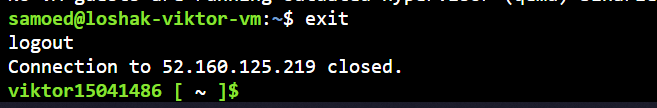 samoed@loshak-viktor-vm:~$ exit
logout
Connection to 52.160.125.219 closed.
viktor15041486 [ ~ ]$